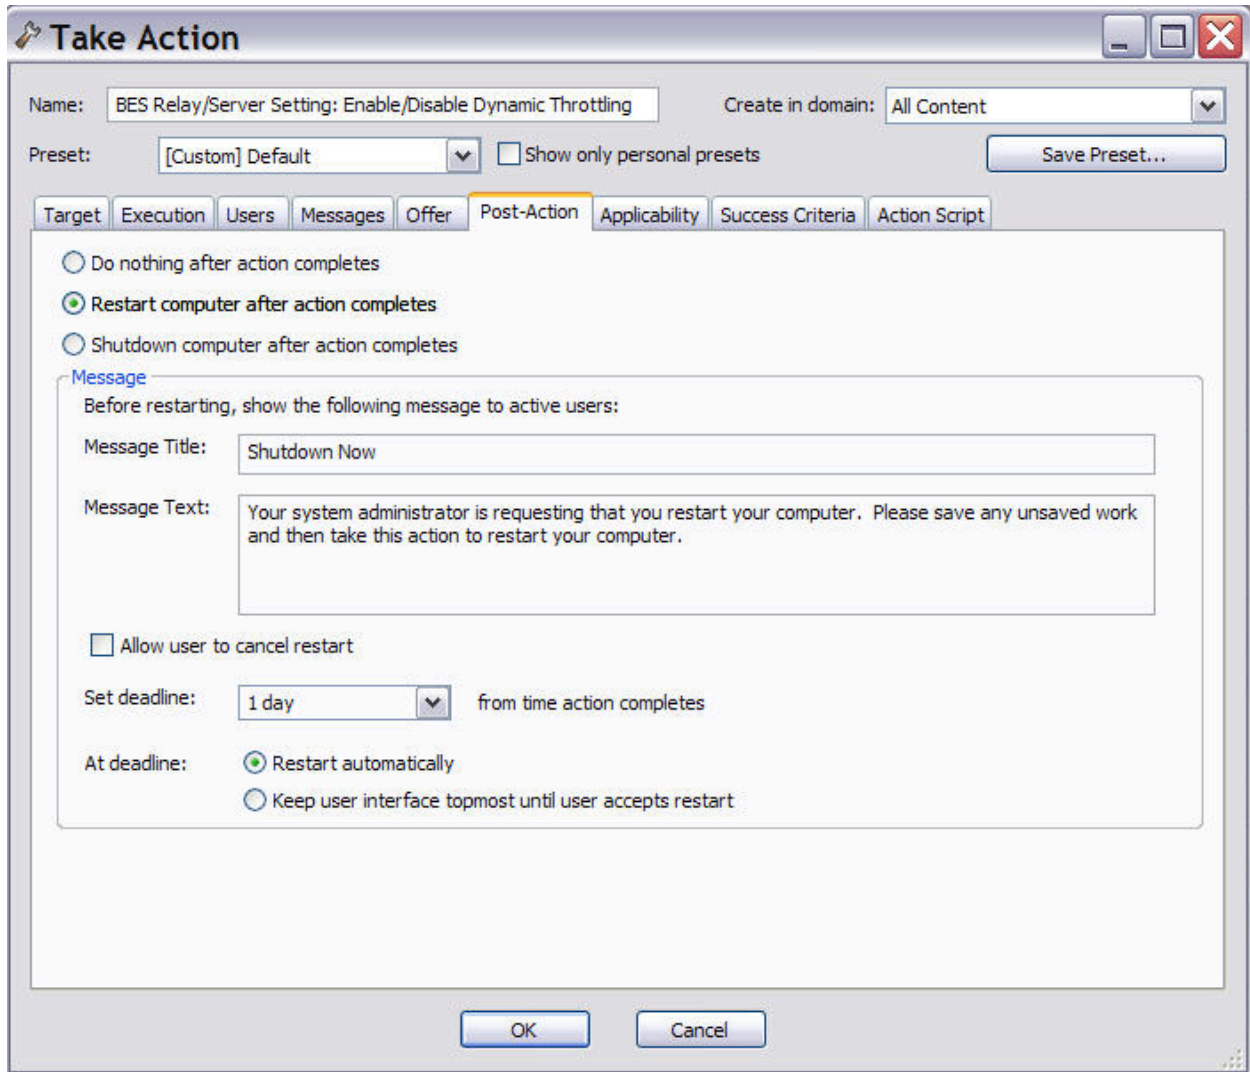 Take Action
Name: BES Relay/Server Setting: Enable/Disable Dynamic Throttling Create in domain: All Content
Preset: [Custom] Default Show only personal presets Save Preset...
Target Execution Users Messages Offer Post-Action Applicability Success Criteria Action Script
Do nothing after action completes
Restart computer after action completes
Shutdown computer after action completes
Message
Before restarting, show the following message to active users:
Message Title: Shutdown Now
Message Text: Your system administrator is requesting that you restart your computer. Please save any unsaved work
and then take this action to restart your computer.
Allow user to cancel restart
Set deadline: 1 day from time action completes
At deadline: Restart automatically
Keep user interface topmost until user accepts restart
OK Cancel